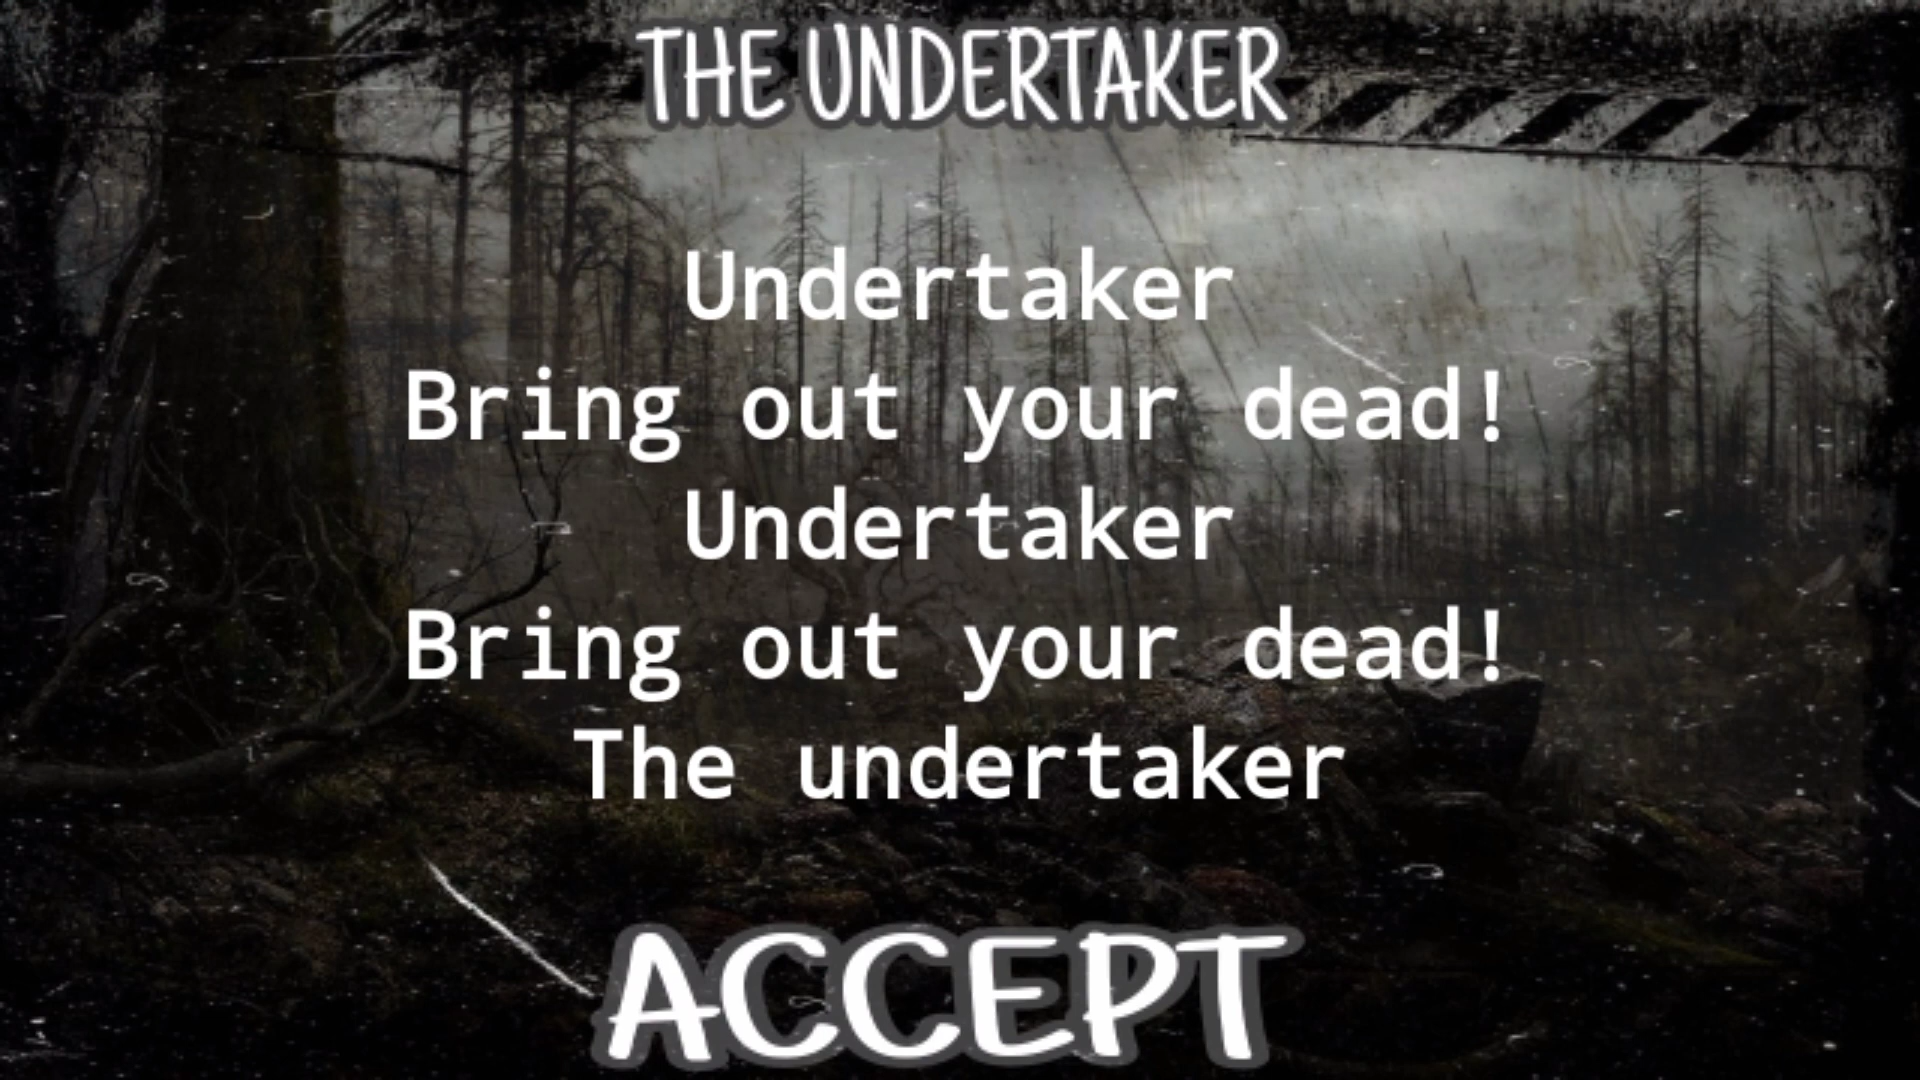 THE UNDERTAKER
Undertaker
Bring out your dead!
Undertaker
Bring out your dead!
The undertaker
ACCEPT